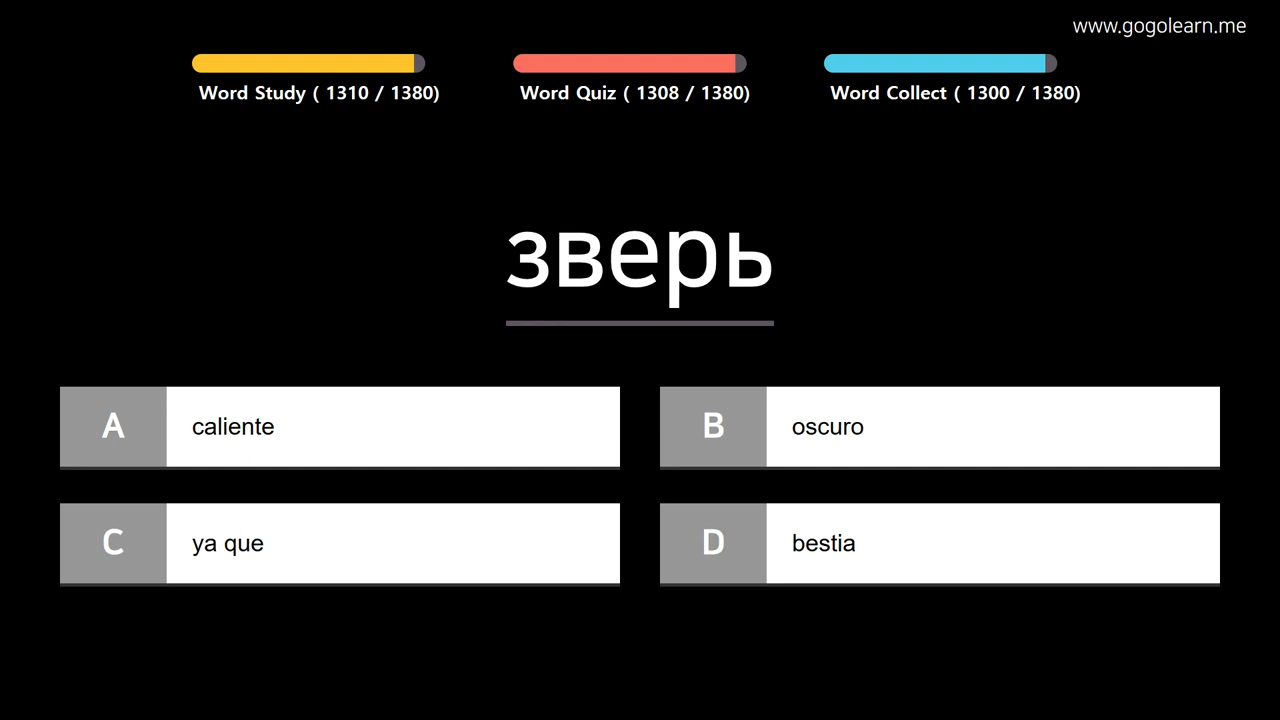 www.gogolearn.me
Word Study ( 1310 / 1380)
Word Quiz ( 1308 / 1380)
Word Collect ( 1300 / 1380)
зверь
A caliente
B oscuro
C ya que
D bestia